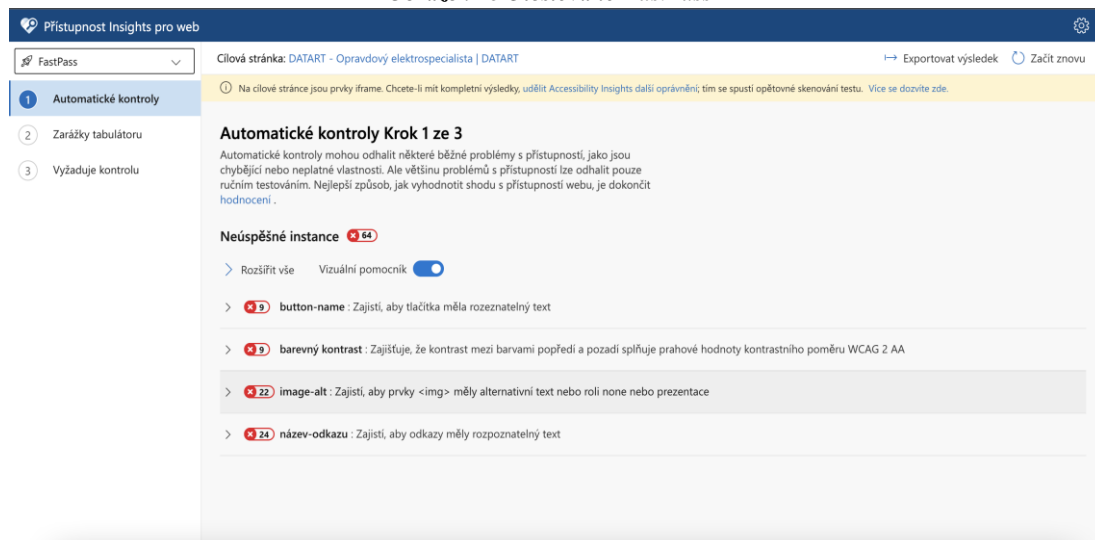 Přístupnost Insights pro web
FastPass
Cílová stránka: DATART - Opravdový elektrospecialista | DATART
Exportovat výsledek
Začít znovu
Na cílové stránce jsou prvky iframe. Chcete-li mít kompletní výsledky, udělit Accessibility Insights další oprávnění; tím se spustí opětovné skenování testu. Více se dozvíte zde.
1 Automatické kontroly
2 Zarážky tabulátoru
3 Vyžaduje kontrolu
Automatické kontroly Krok 1 ze 3
Automatické kontroly mohou odhalit některé běžné problémy s přístupností, jako jsou
chybějící nebo neplatné vlastnosti. Ale většinu problémů s přístupností lze odhalit pouze
ručním testováním. Nejlepší způsob, jak vyhodnotit shodu s přístupností webu, je dokončit
hodnocení .
Neúspěšné instance 64
Rozšířit vše
Vizuální pomocník
9 button-name : Zajistí, aby tlačítka měla rozeznatelný text
9 barevný kontrast : Zajišťuje, že kontrast mezi barvami popředí a pozadí splňuje prahové hodnoty kontrastního poměru WCAG 2 AA
22 image-alt : Zajistí, aby prvky <img> měly alternativní text nebo roli none nebo prezentace
24 název-odkazu : Zajistí, aby odkazy měly rozpoznatelný text